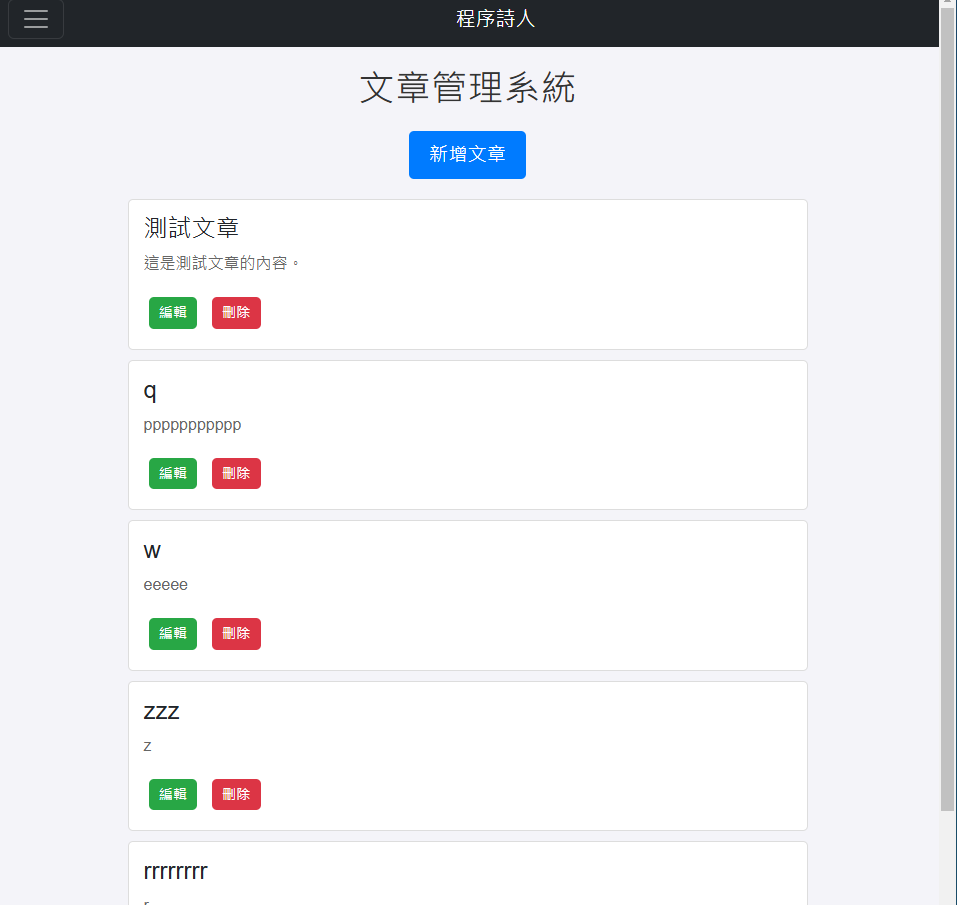 程序詩人
文章管理系統
新增文章
測試文章
這是測試文章的內容。
編輯 刪除
q
ppppppppppp
編輯 刪除
w
eeeee
編輯 刪除
zzz
z
編輯 刪除
rrrrrrrr